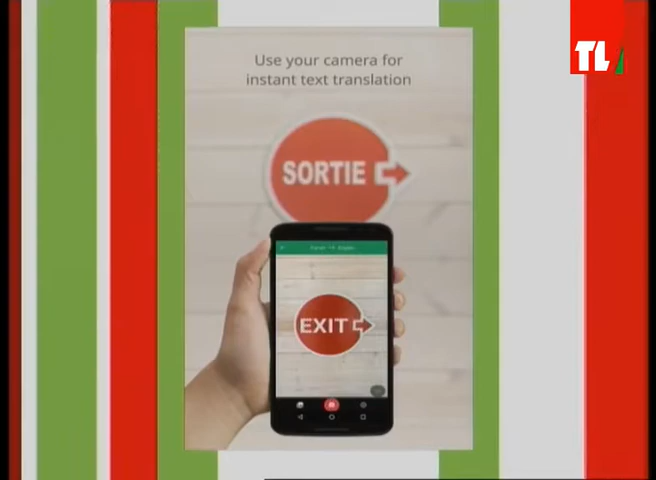 Use your camera for
instant text translation
SORTIE
EXIT
TL